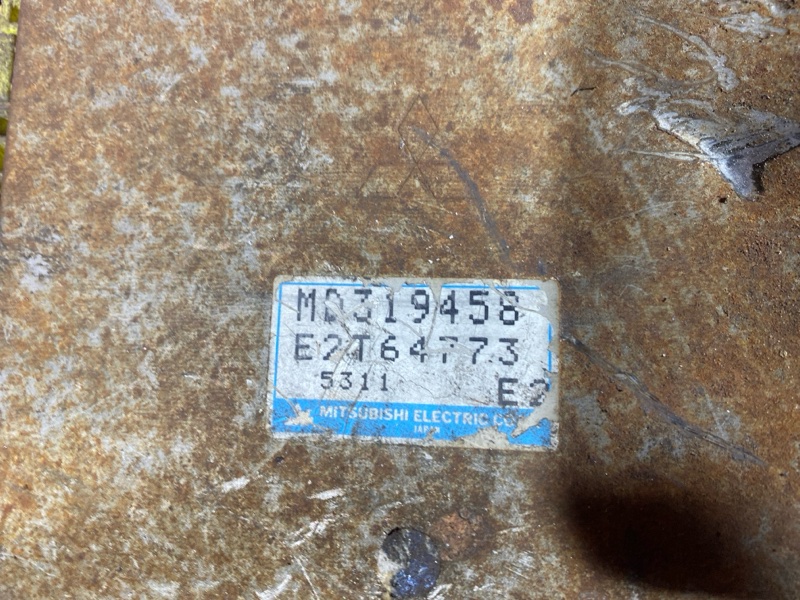 MD319458
E2T64773
5311
E2
MITSUBISHI ELECTRIC CO
JAPAN